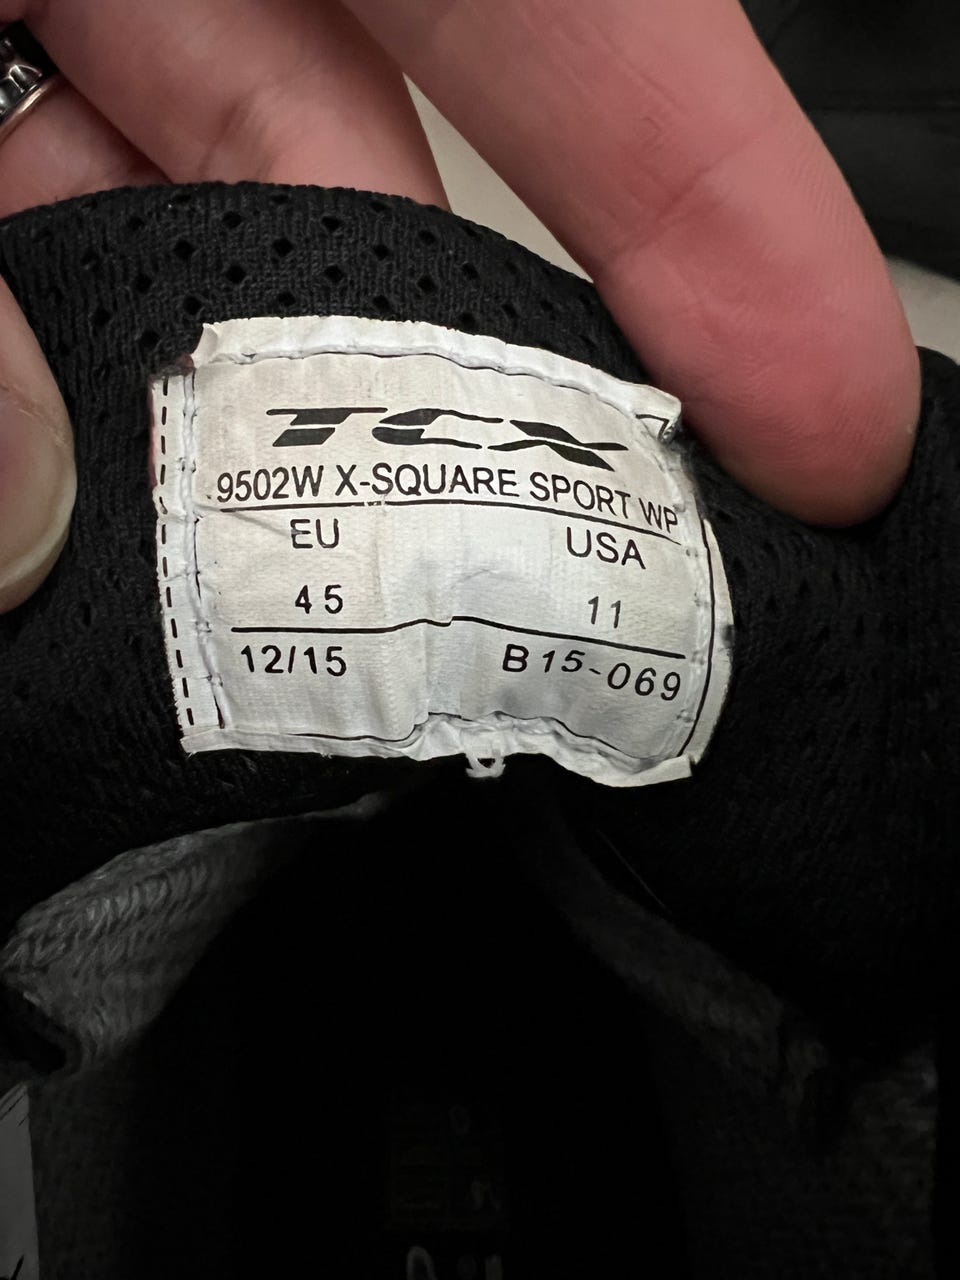 TCX
9502W X-SQUARE SPORT WP
EU USA
45 11
12/15 B15-069